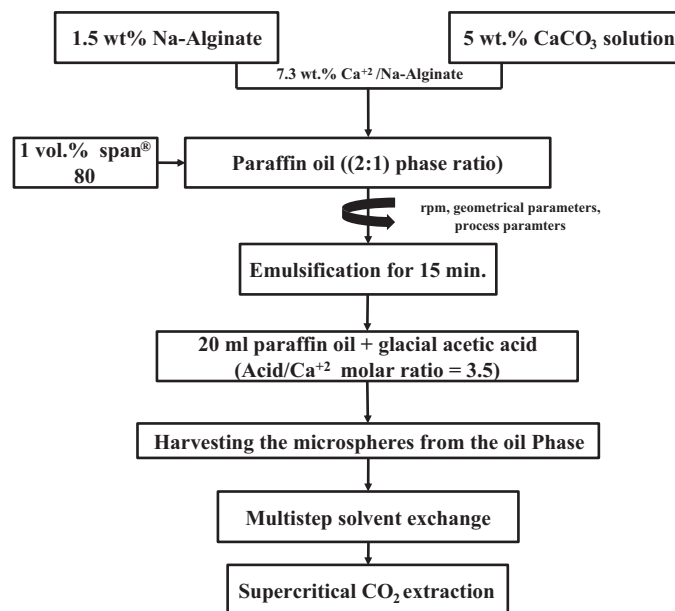 1.5 wt% Na-Alginate
5 wt.% CaCO₃ solution
7.3 wt.% Ca⁺² /Na-Alginate
1 vol.% span®
80
Paraffin oil ((2:1) phase ratio)
rpm, geometrical parameters,
process paramters
Emulsification for 15 min.
20 ml paraffin oil + glacial acetic acid
(Acid/Ca⁺² molar ratio = 3.5)
Harvesting the microspheres from the oil Phase
Multistep solvent exchange
Supercritical CO₂ extraction